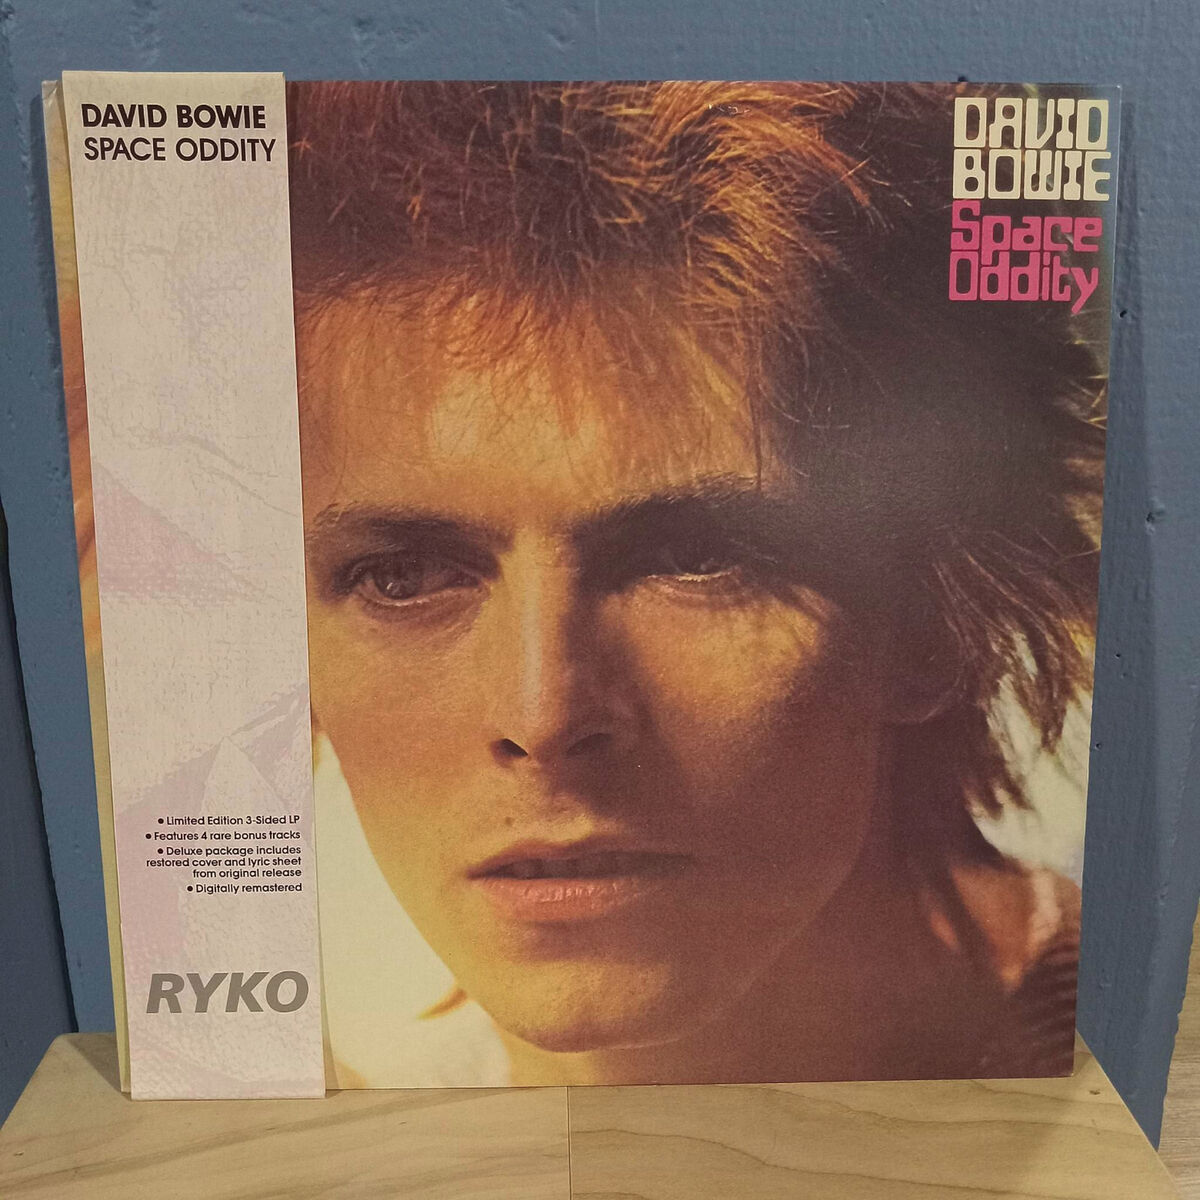 DAVID BOWIE
SPACE ODDITY
DAVID
BOWIE
Space
Oddity
• Limited Edition 3-Sided LP
• Features 4 rare bonus tracks
• Deluxe package includes
restored cover and lyric sheet
from original release
• Digitally remastered
RYKO